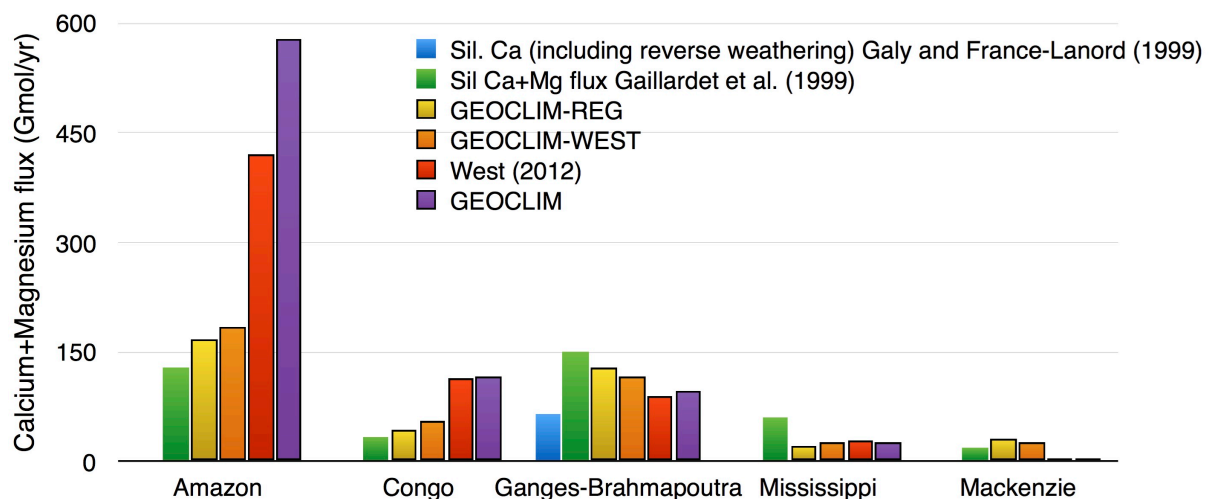 Calcium+Magnesium flux (Gmol/yr)
600
450
300
150
0
Sil. Ca (including reverse weathering) Galy and France-Lanord (1999)
Sil Ca+Mg flux Gaillardet et al. (1999)
GEOCLIM-REG
GEOCLIM-WEST
West (2012)
GEOCLIM
Amazon
Congo
Ganges-Brahmapoutra
Mississippi
Mackenzie